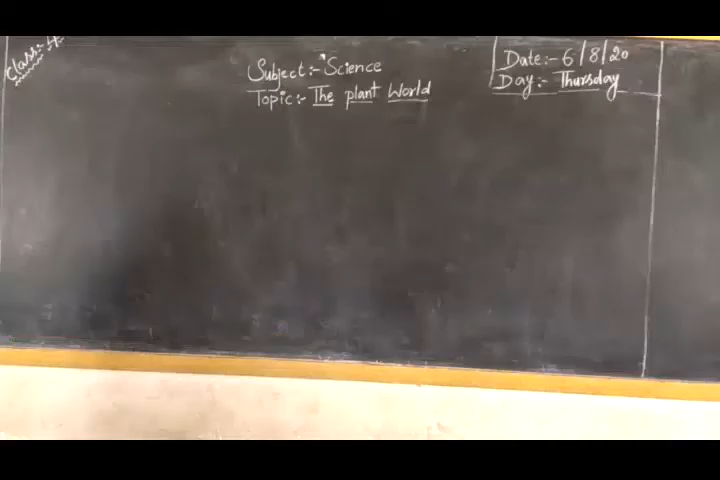 Class:- 4
Subject:- Science
Topic:- The plant World
Date:- 6/8/20
Day:- Thursday